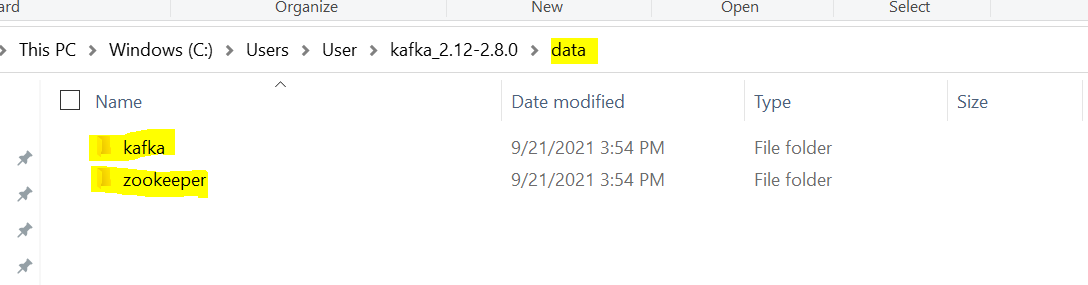 ard Organize New Open Select
This PC Windows (C:) Users User kafka_2.12-2.8.0 data
Name Date modified Type Size
kafka 9/21/2021 3:54 PM File folder
zookeeper 9/21/2021 3:54 PM File folder